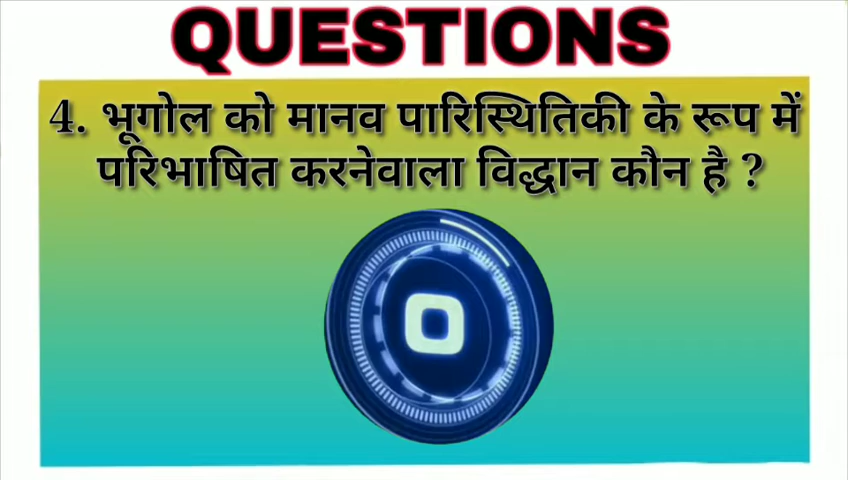 QUESTIONS
4. भूगोल को मानव पारिस्थितिकी के रूप में
परिभाषित करनेवाला विद्धान कौन है ?
0